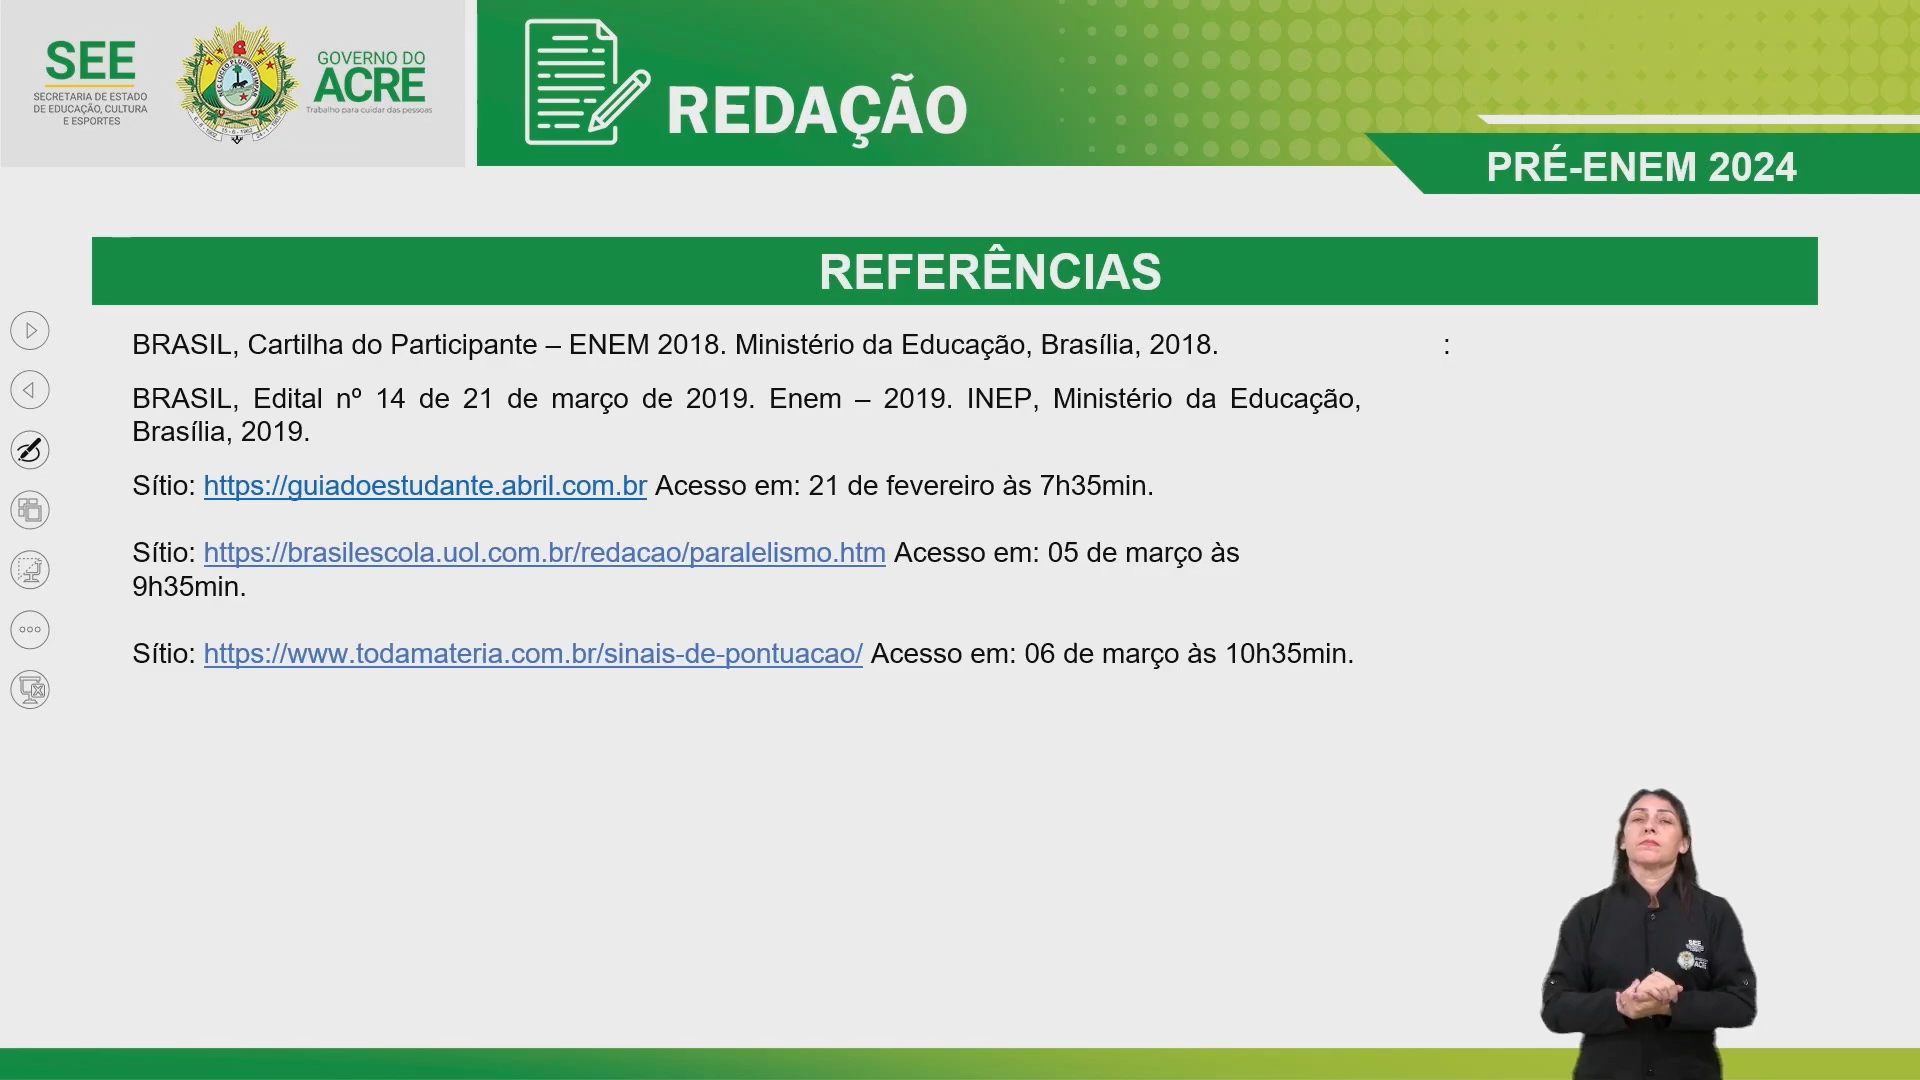 SEE
SECRETARIA DE ESTADO
DE EDUCAÇÃO, CULTURA
E ESPORTES
GOVERNO DO
ACRE
Trabalho para cuidar das pessoas
REDAÇÃO
PRÉ-ENEM 2024
REFERÊNCIAS
BRASIL, Cartilha do Participante – ENEM 2018. Ministério da Educação, Brasília, 2018. :
BRASIL, Edital nº 14 de 21 de março de 2019. Enem – 2019. INEP, Ministério da Educação,
Brasília, 2019.
Sítio: https://guiadoestudante.abril.com.br Acesso em: 21 de fevereiro às 7h35min.
Sítio: https://brasilescola.uol.com.br/redacao/paralelismo.htm Acesso em: 05 de março às
9h35min.
Sítio: https://www.todamateria.com.br/sinais-de-pontuacao/ Acesso em: 06 de março às 10h35min.
SEE
ACRE